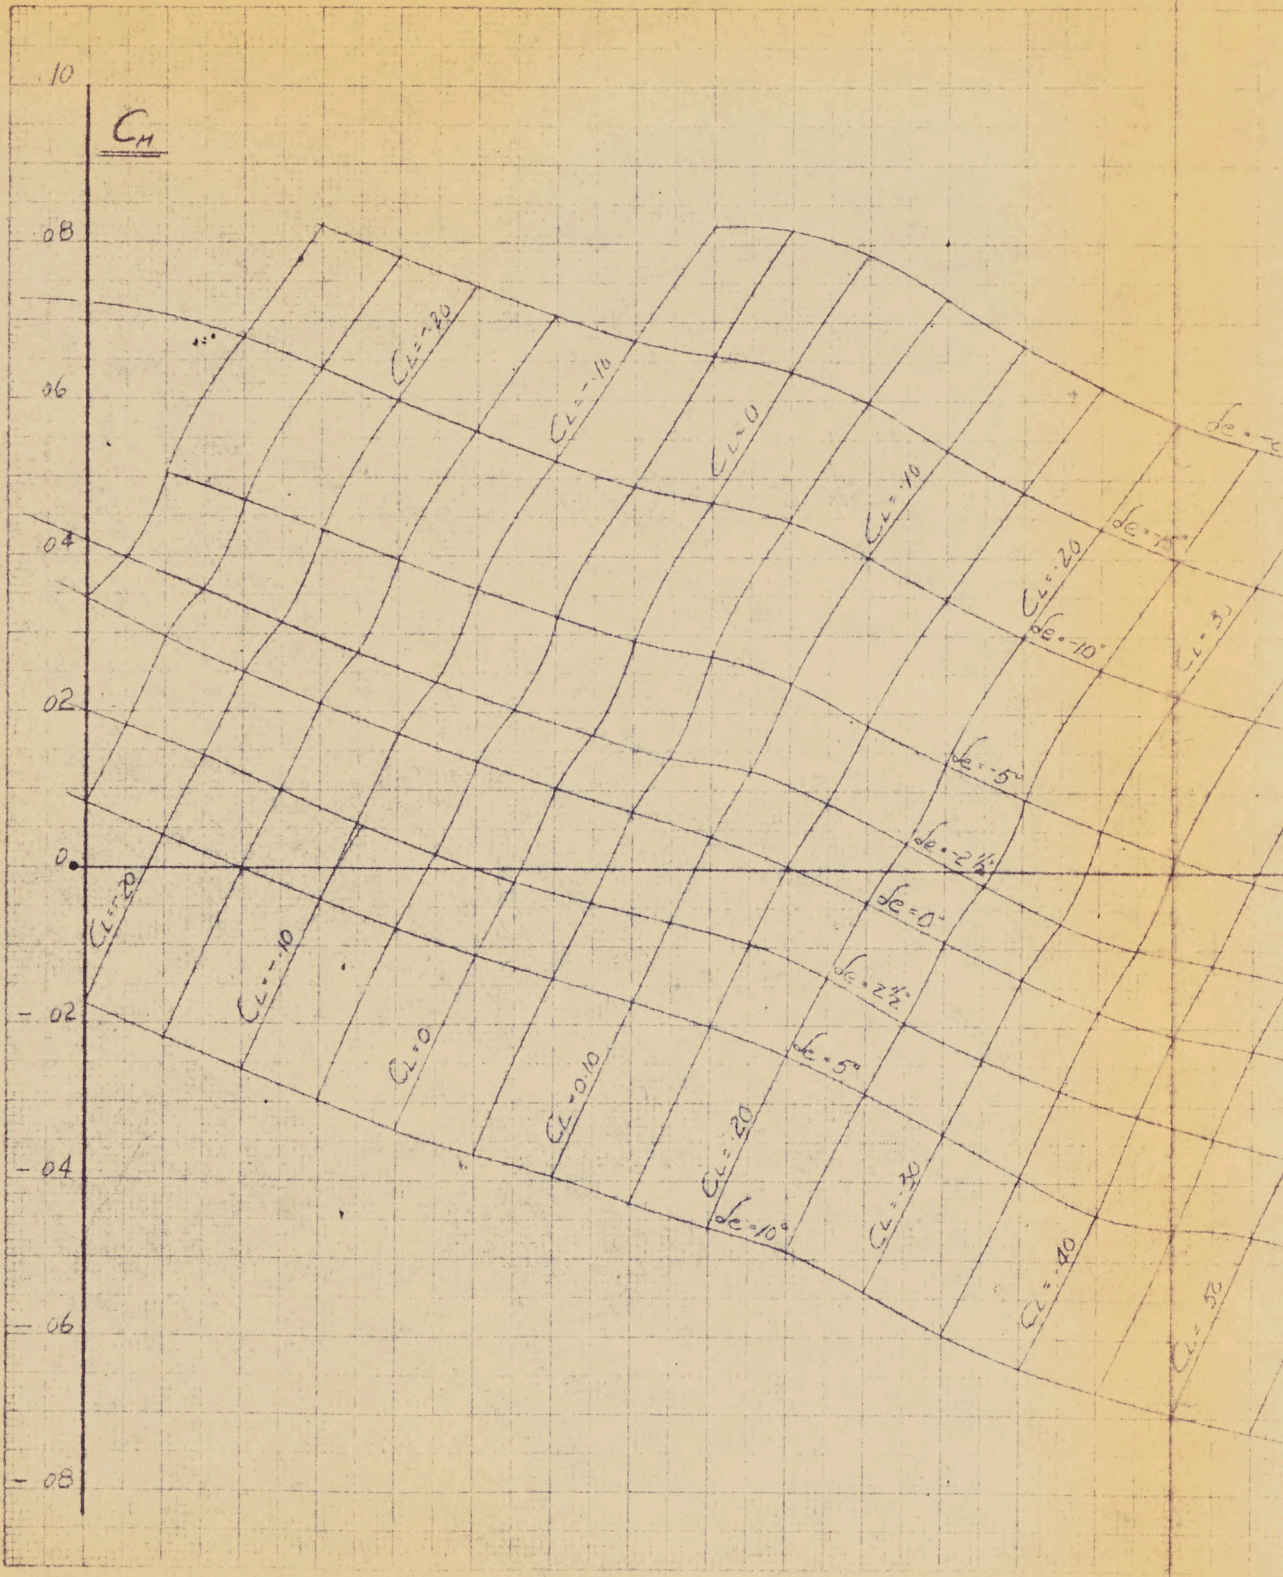 .10
C_M
.08
.06
.04
.02
0
-.02
-.04
-.06
-.08
C_L=-.20
C_L=-.10
C_L=0
C_L=.10
C_L=.20
C_L=.30
δe=-15°
δe=-10°
δe=-5°
δe=-2½°
δe=0°
δe=2½°
δe=5°
δe=10°
C_L=-.20
C_L=-.10
C_L=0
C_L=0.10
C_L=.20
C_L=.30
C_L=.40
C_L=.50